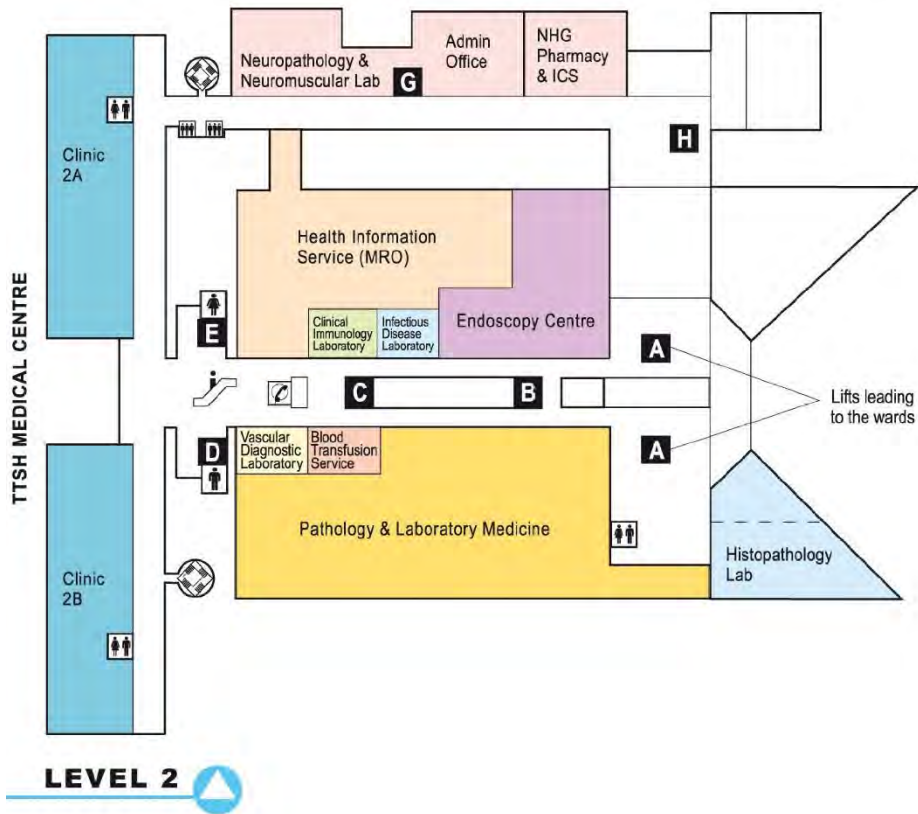 Neuropathology &
Neuromuscular Lab
G
Admin
Office
NHG
Pharmacy
& ICS
H
Clinic
2A
Health Information
Service (MRO)
Clinical
Immunology
Laboratory
Infectious
Disease
Laboratory
Endoscopy Centre
E
A
C
B
Lifts leading
to the wards
TTSH MEDICAL CENTRE
D
Vascular
Diagnostic
Laboratory
Blood
Transfusion
Service
A
Pathology & Laboratory Medicine
Histopathology
Lab
Clinic
2B
LEVEL 2